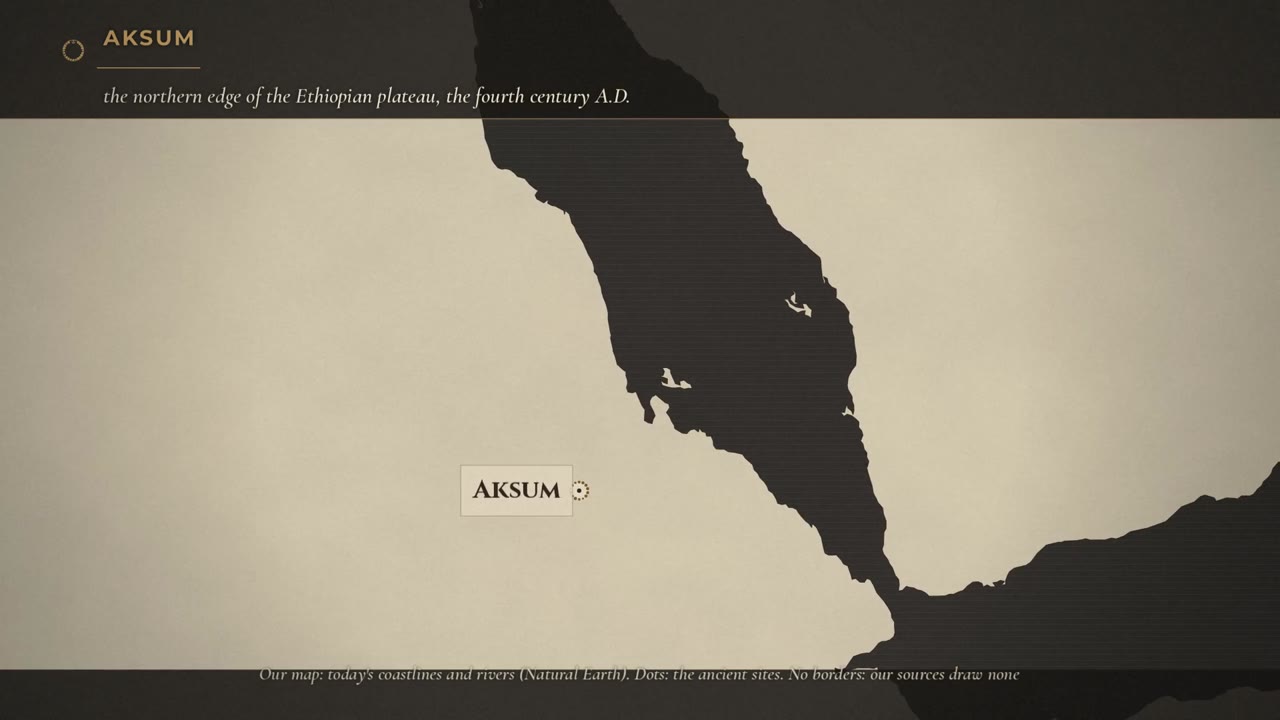 AKSUM
the northern edge of the Ethiopian plateau, the fourth century A.D.
AKSUM
Our map: today's coastlines and rivers (Natural Earth). Dots: the ancient sites. No borders: our sources draw none